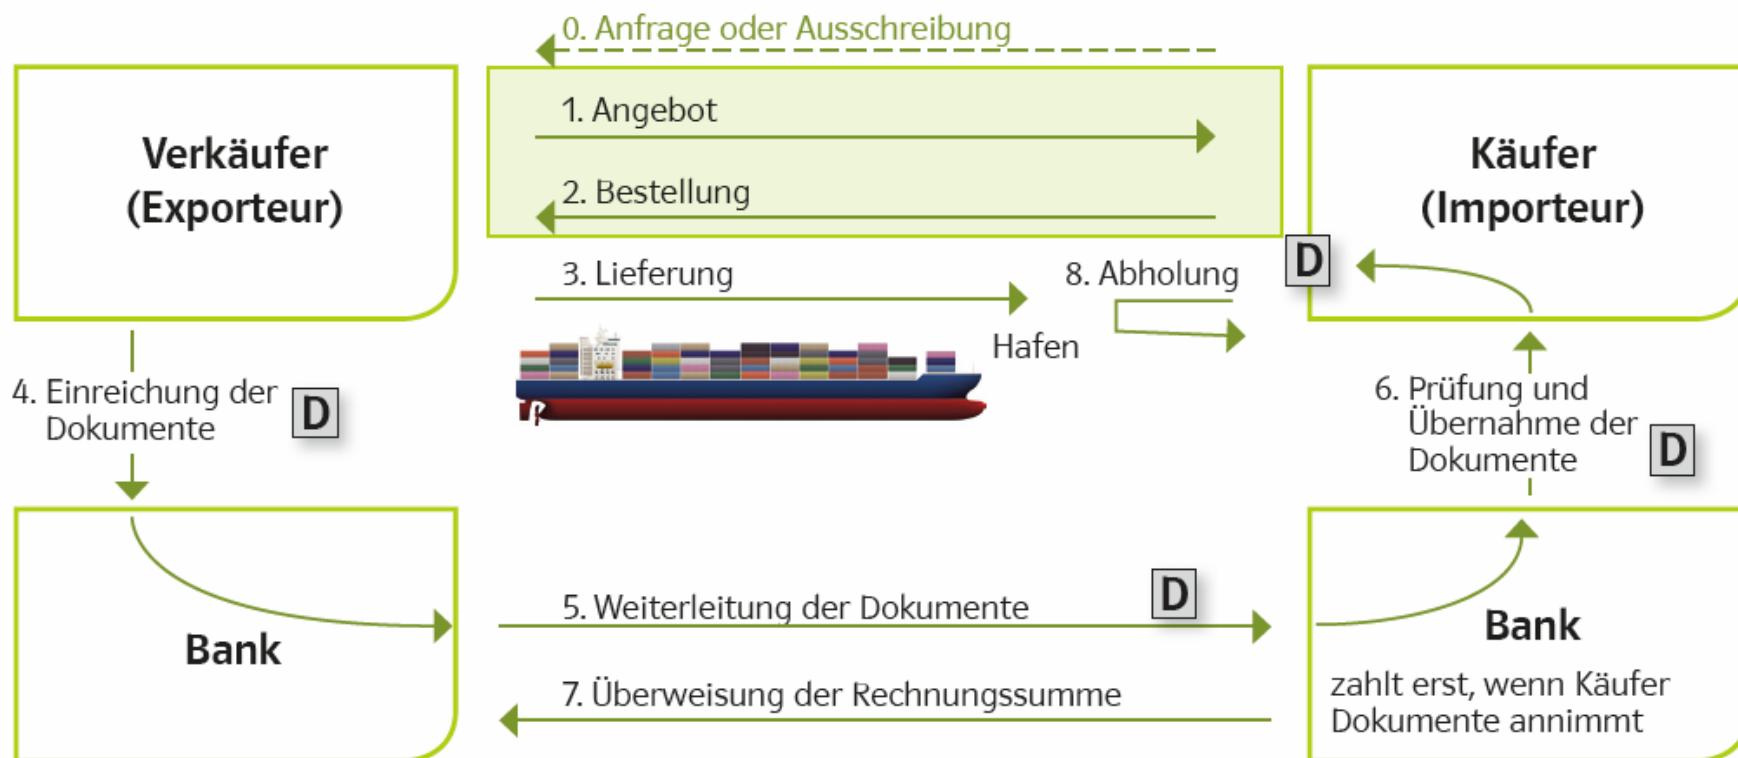 0. Anfrage oder Ausschreibung
Verkäufer
(Exporteur)
1. Angebot
2. Bestellung
Käufer
(Importeur)
3. Lieferung
8. Abholung
D
Hafen
4. Einreichung der
Dokumente
D
6. Prüfung und
Übernahme der
Dokumente
D
Bank
5. Weiterleitung der Dokumente
D
7. Überweisung der Rechnungssumme
Bank
zahlt erst, wenn Käufer
Dokumente annimmt